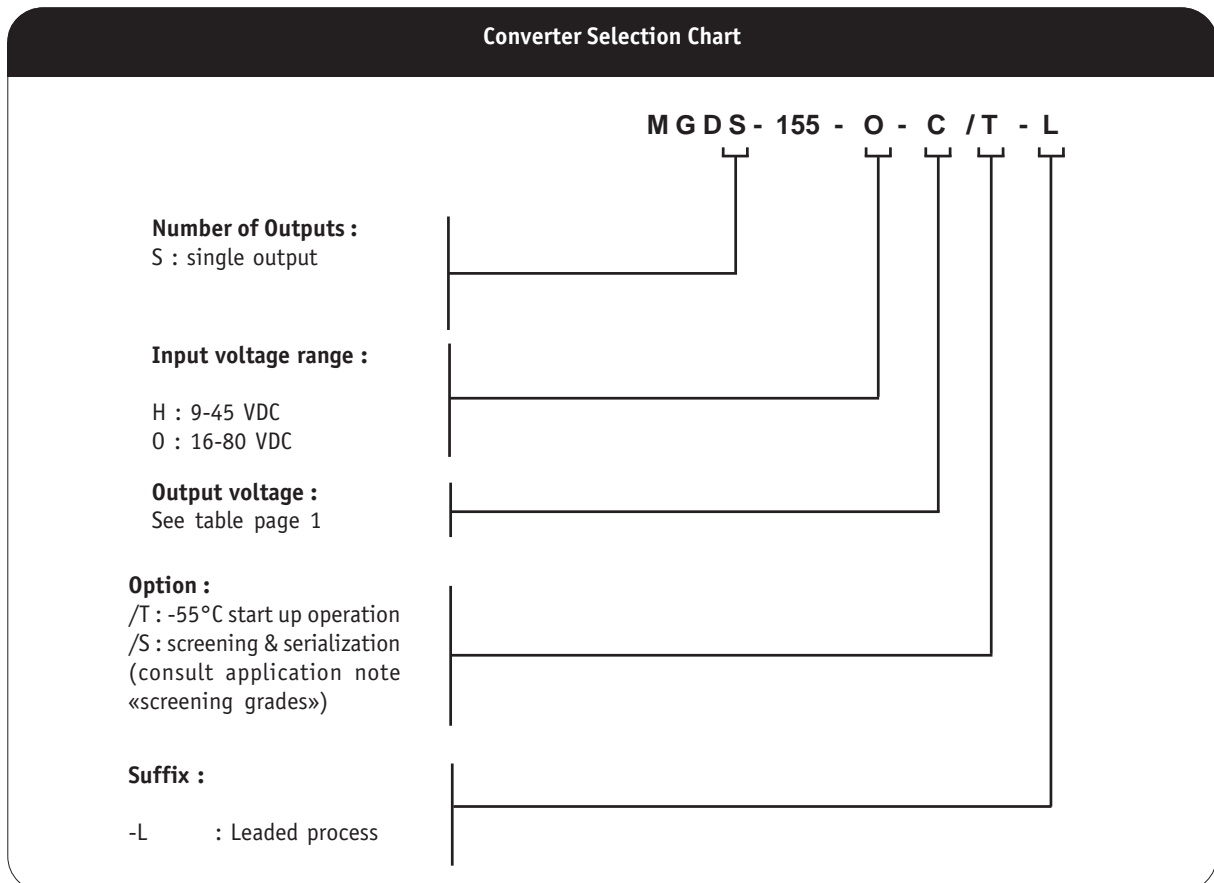 Converter Selection Chart
M G D S - 155 - O - C / T - L
Number of Outputs :
S : single output
Input voltage range :
H : 9-45 VDC
O : 16-80 VDC
Output voltage :
See table page 1
Option :
/T : -55°C start up operation
/S : screening & serialization
(consult application note
«screening grades»)
Suffix :
-L : Leaded process